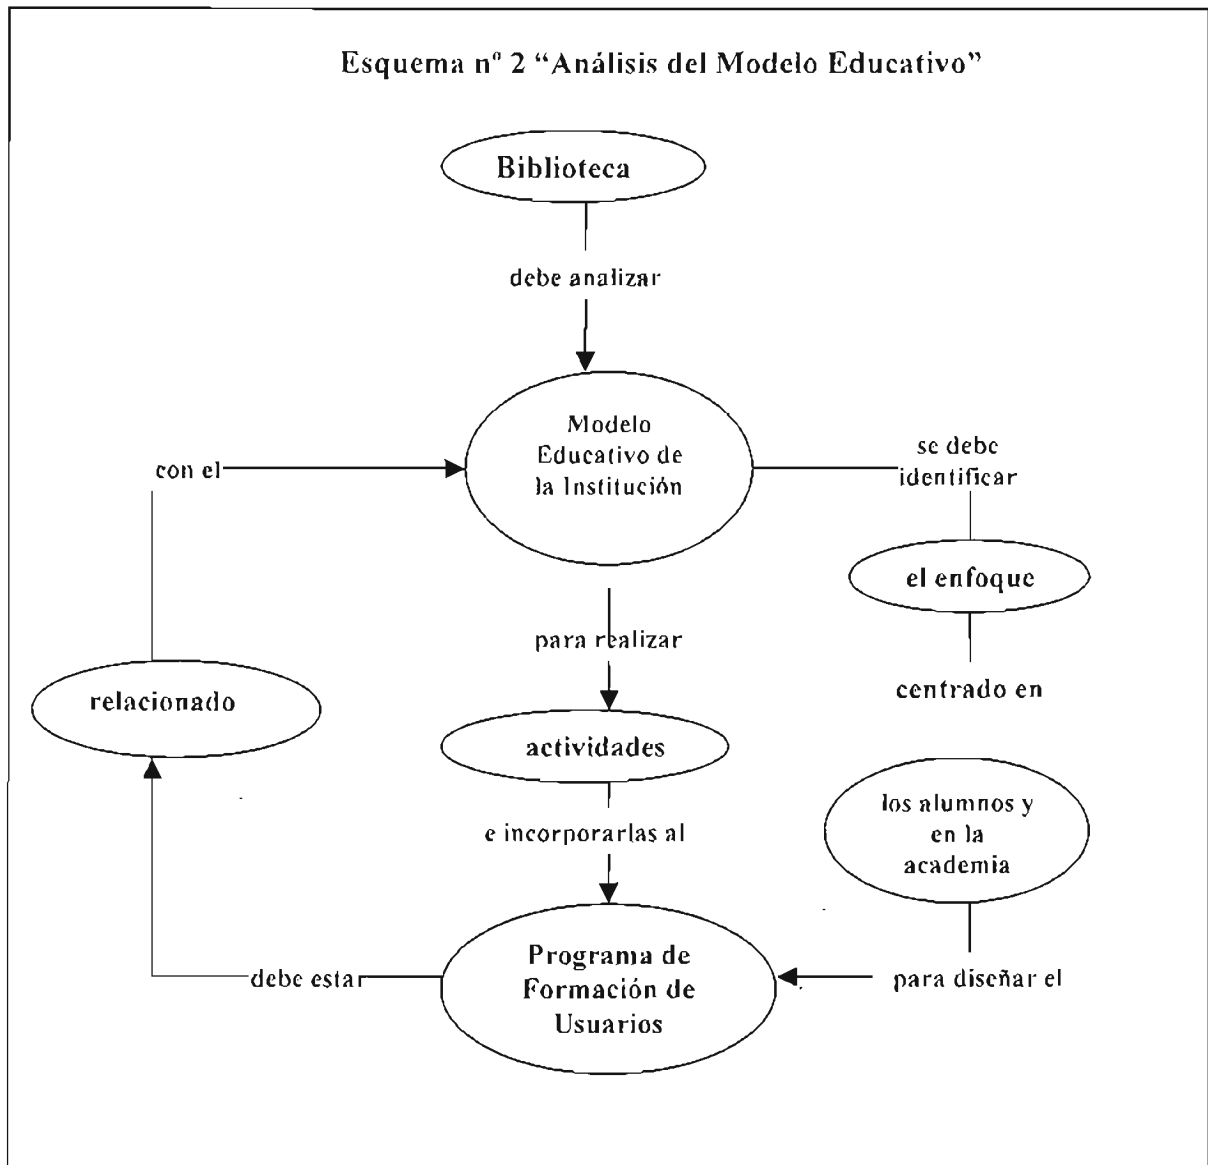 Esquema nº 2 “Análisis del Modelo Educativo”
Biblioteca
debe analizar
Modelo
Educativo de
la Institución
se debe
identificar
con el
el enfoque
para realizar
centrado en
relacionado
actividades
los alumnos y
en la
academia
e incorporarlas al
Programa de
Formación de
Usuarios
debe estar
para diseñar el